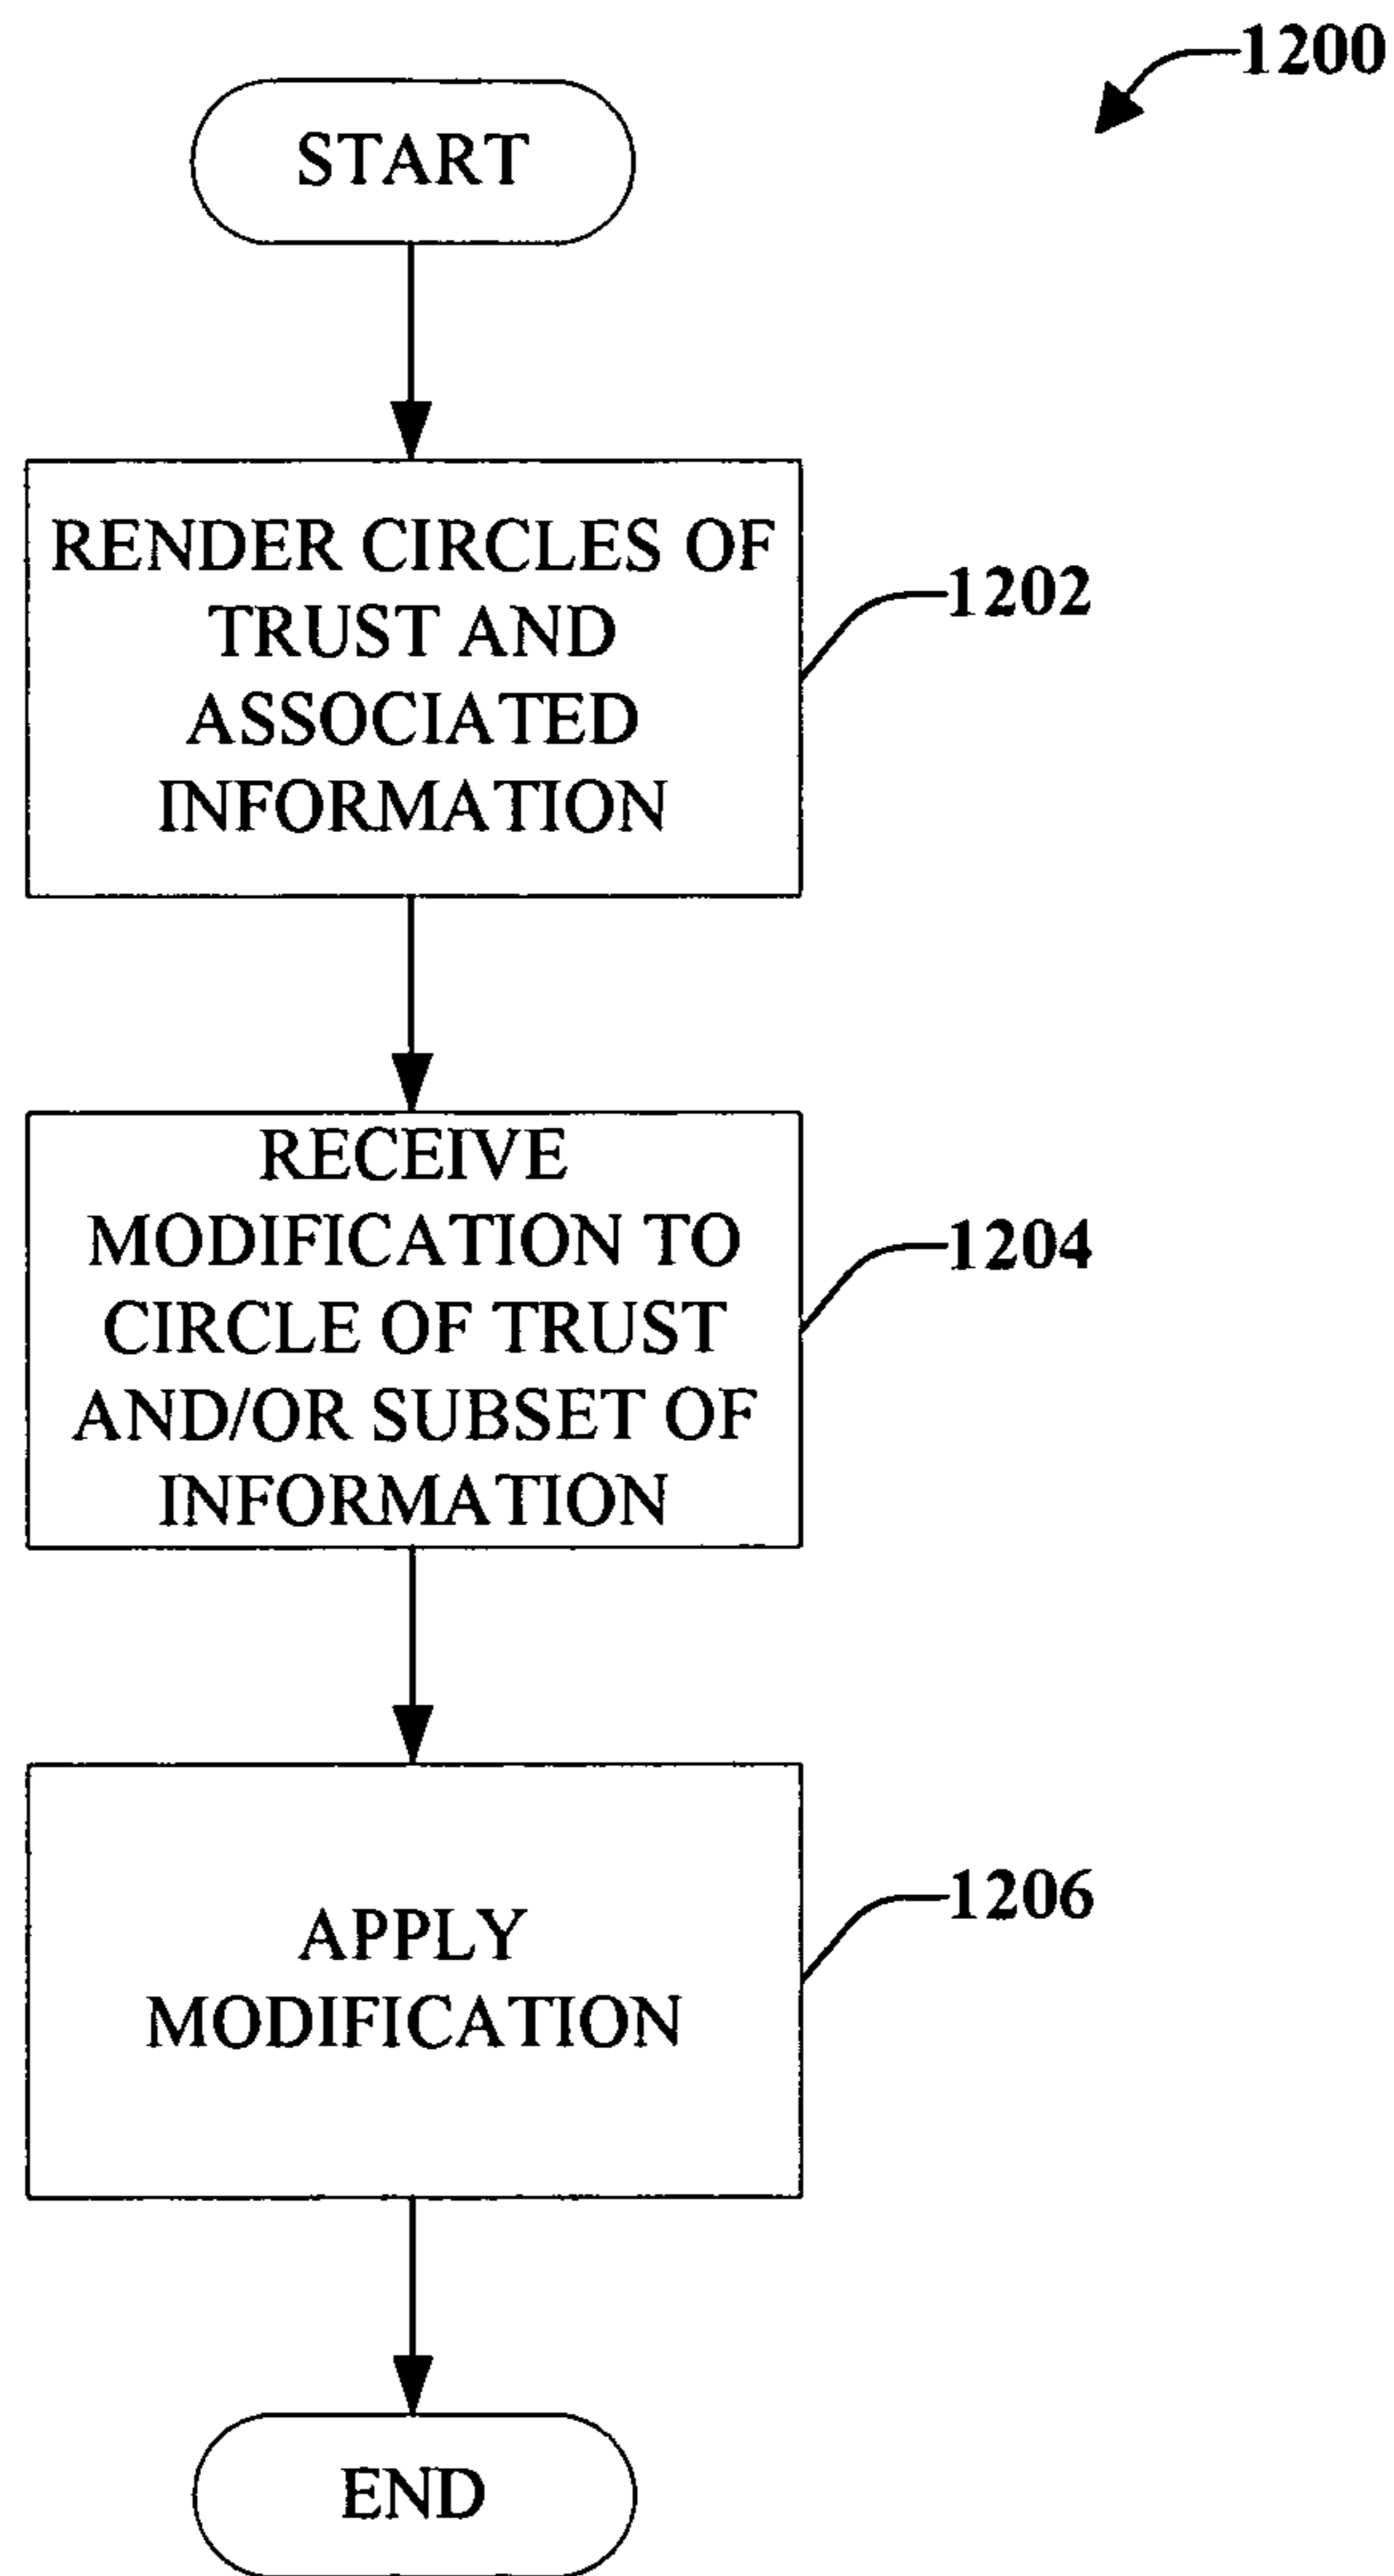 1200
START
RENDER CIRCLES OF
TRUST AND
ASSOCIATED
INFORMATION
1202
RECEIVE
MODIFICATION TO
CIRCLE OF TRUST
AND/OR SUBSET OF
INFORMATION
1204
APPLY
MODIFICATION
1206
END